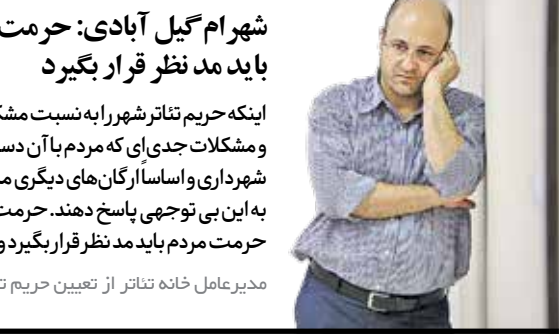 شهرام گیل آبادی: حرمت
باید مد نظر قرار بگیرد
اینکه حریم تئاتر شهر را به نسبت
و مشکلات جدی‌ای که مردم با آن
شهرداری و اساساً ارگان‌های دیگری
به این بی توجهی پاسخ دهند. حرمت
حرمت مردم باید مد نظر قرار بگیرد و
مدیرعامل خانه تئاتر از تعیین حریم